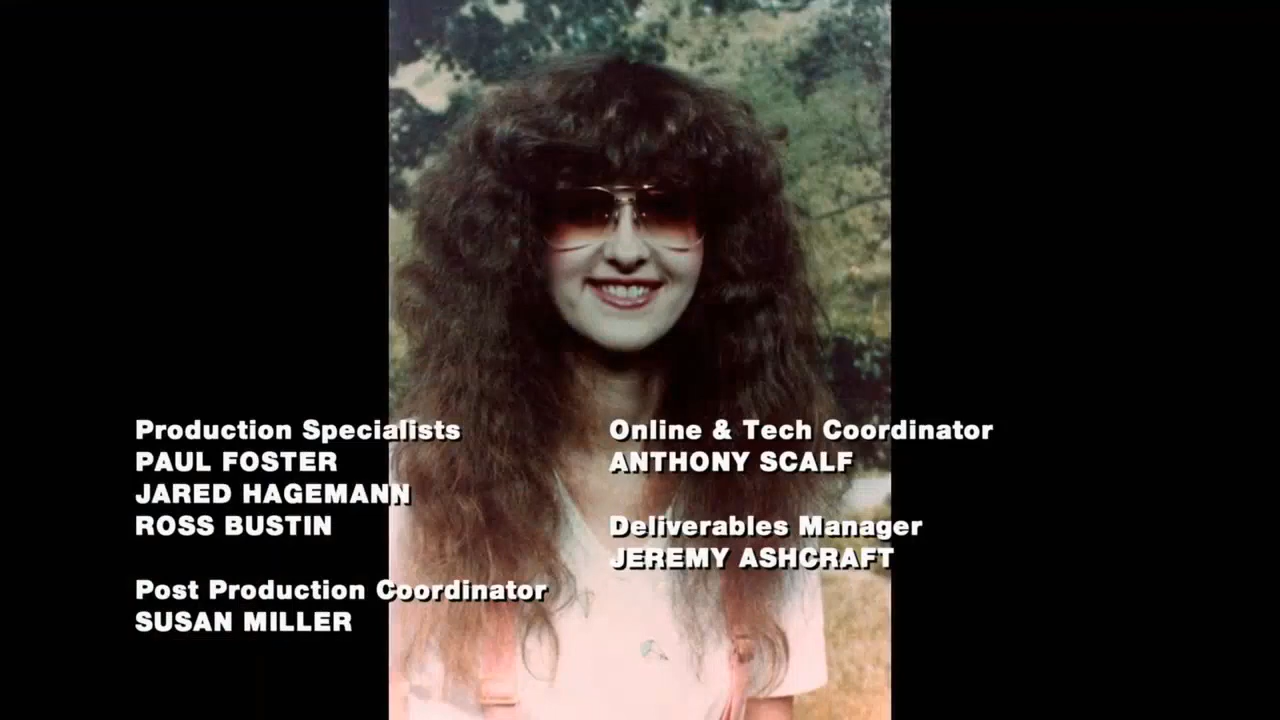 Production Specialists
PAUL FOSTER
JARED HAGEMANN
ROSS BUSTIN
Post Production Coordinator
SUSAN MILLER
Online & Tech Coordinator
ANTHONY SCALF
Deliverables Manager
JEREMY ASHCRAFT